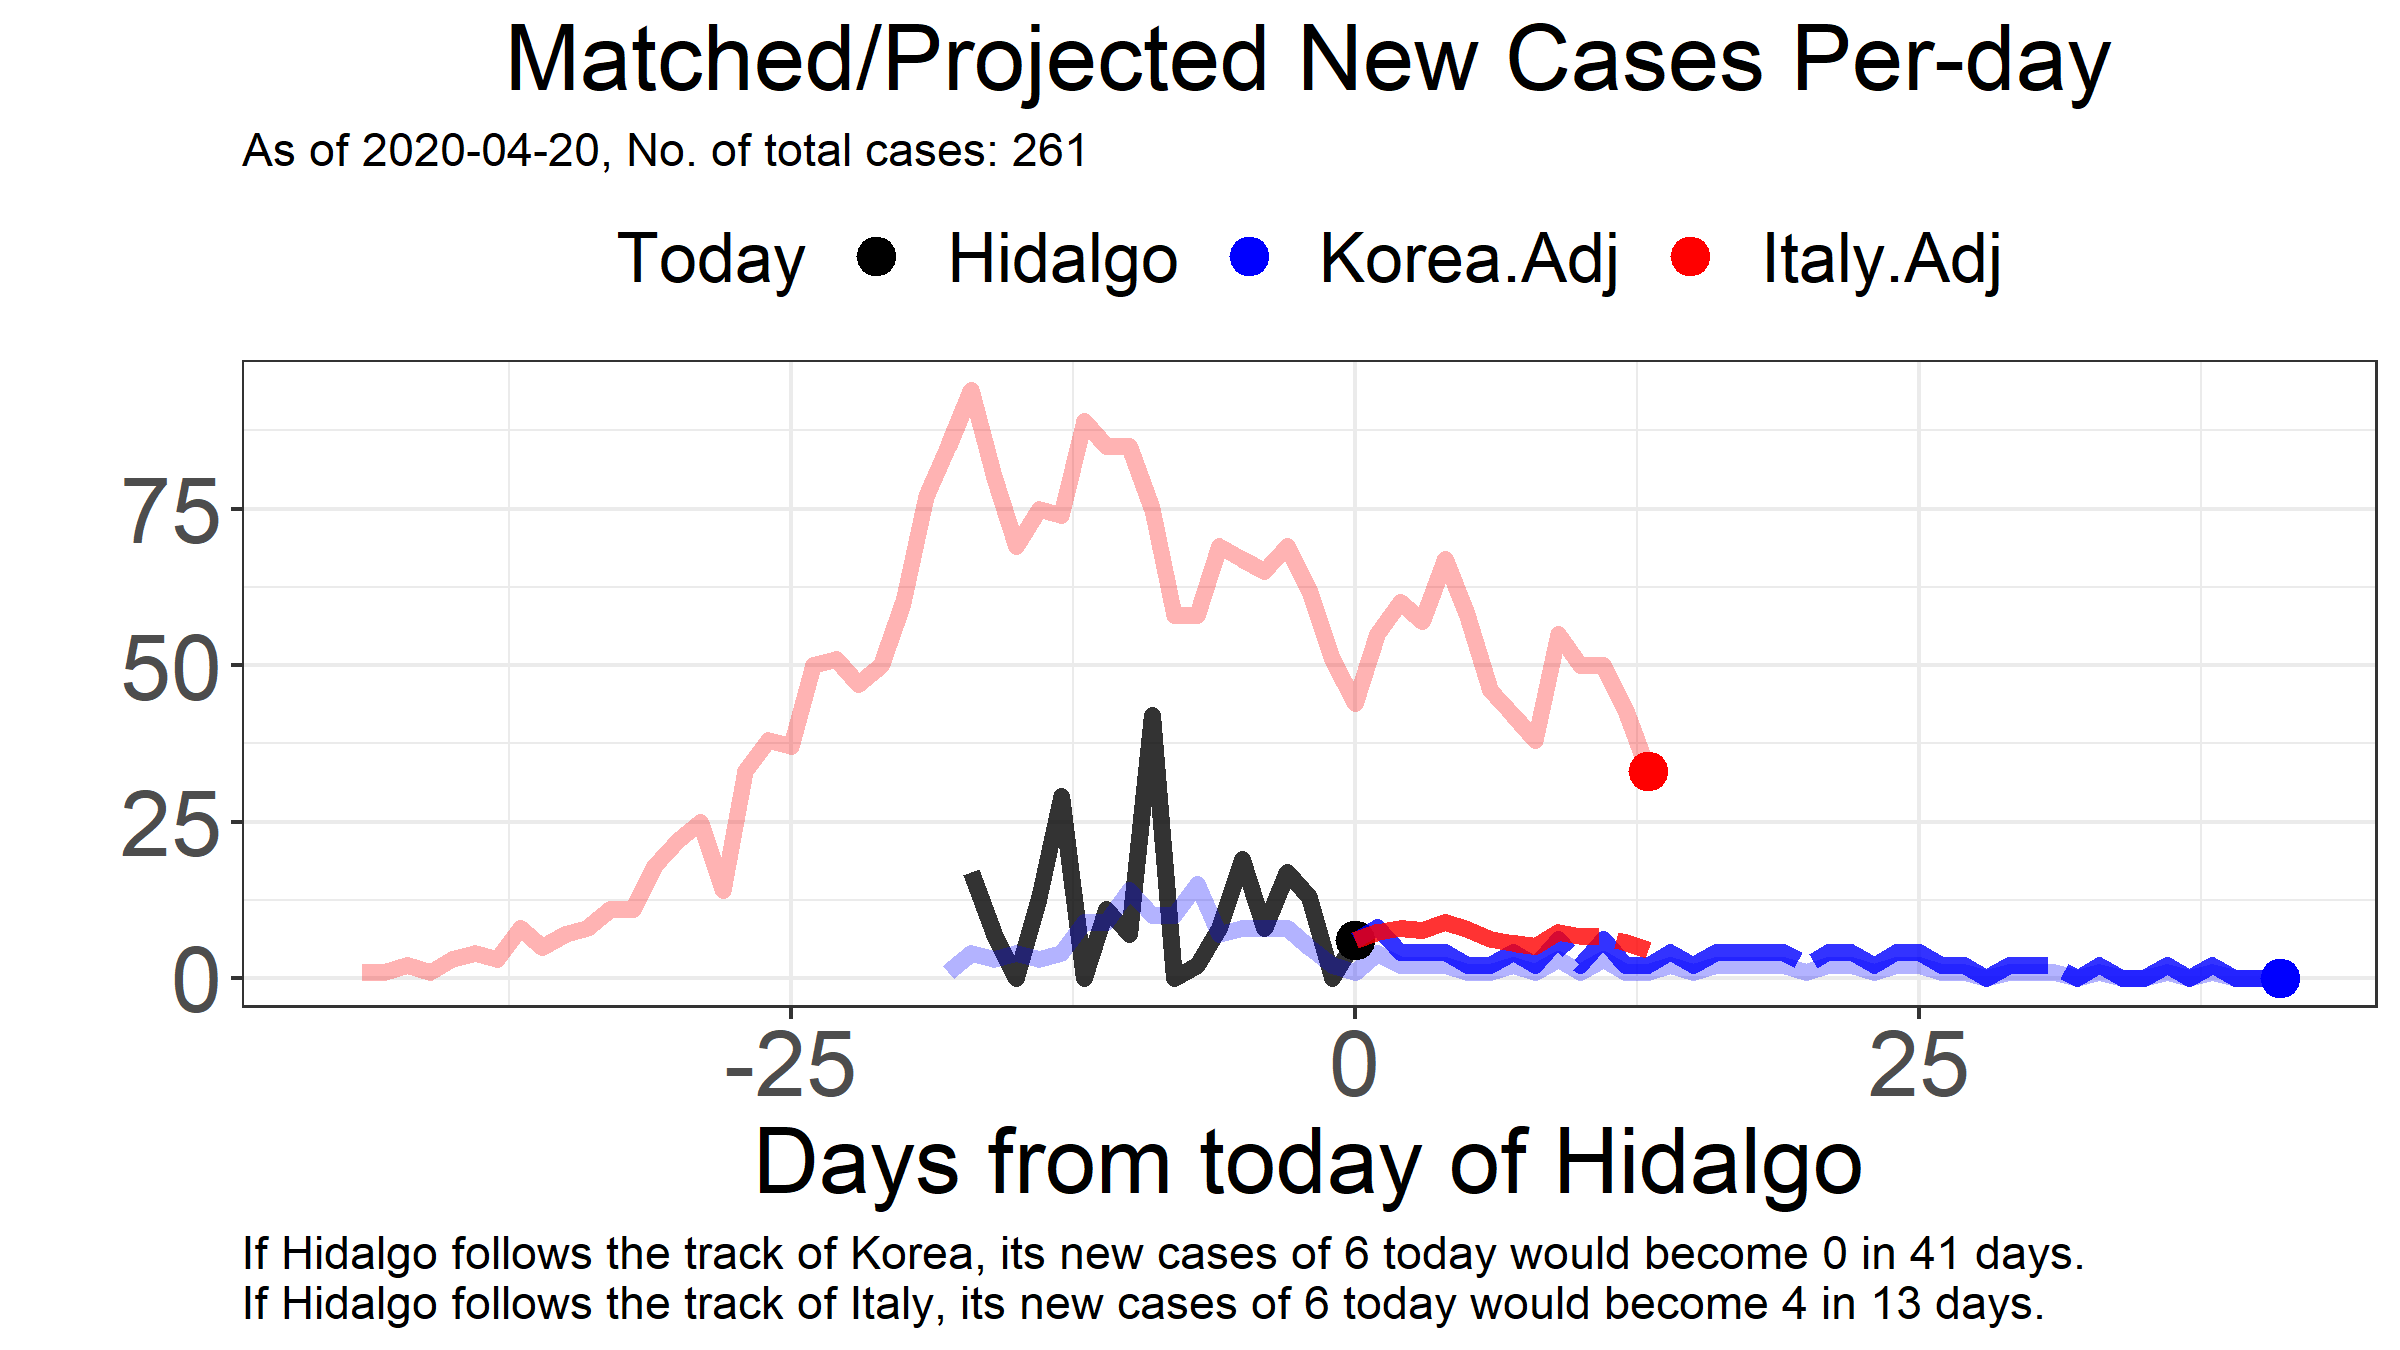 Matched/Projected New Cases Per-day
As of 2020-04-20, No. of total cases: 261
Today Hidalgo Korea.Adj Italy.Adj
75
50
25
0
-25 0 25
Days from today of Hidalgo
If Hidalgo follows the track of Korea, its new cases of 6 today would become 0 in 41 days.
If Hidalgo follows the track of Italy, its new cases of 6 today would become 4 in 13 days.